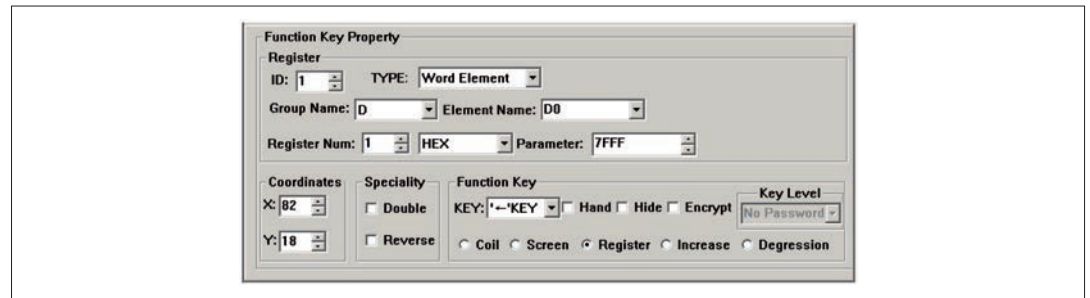 Function Key Property
Register
ID: 1 TYPE: Word Element
Group Name: D Element Name: D0
Register Num: 1 HEX Parameter: 7FFF
Coordinates Speciality Function Key
Key Level
X: 82 Double KEY: '←'KEY Hand Hide Encrypt No Password
Y: 18 Reverse Coil Screen Register Increase Degression